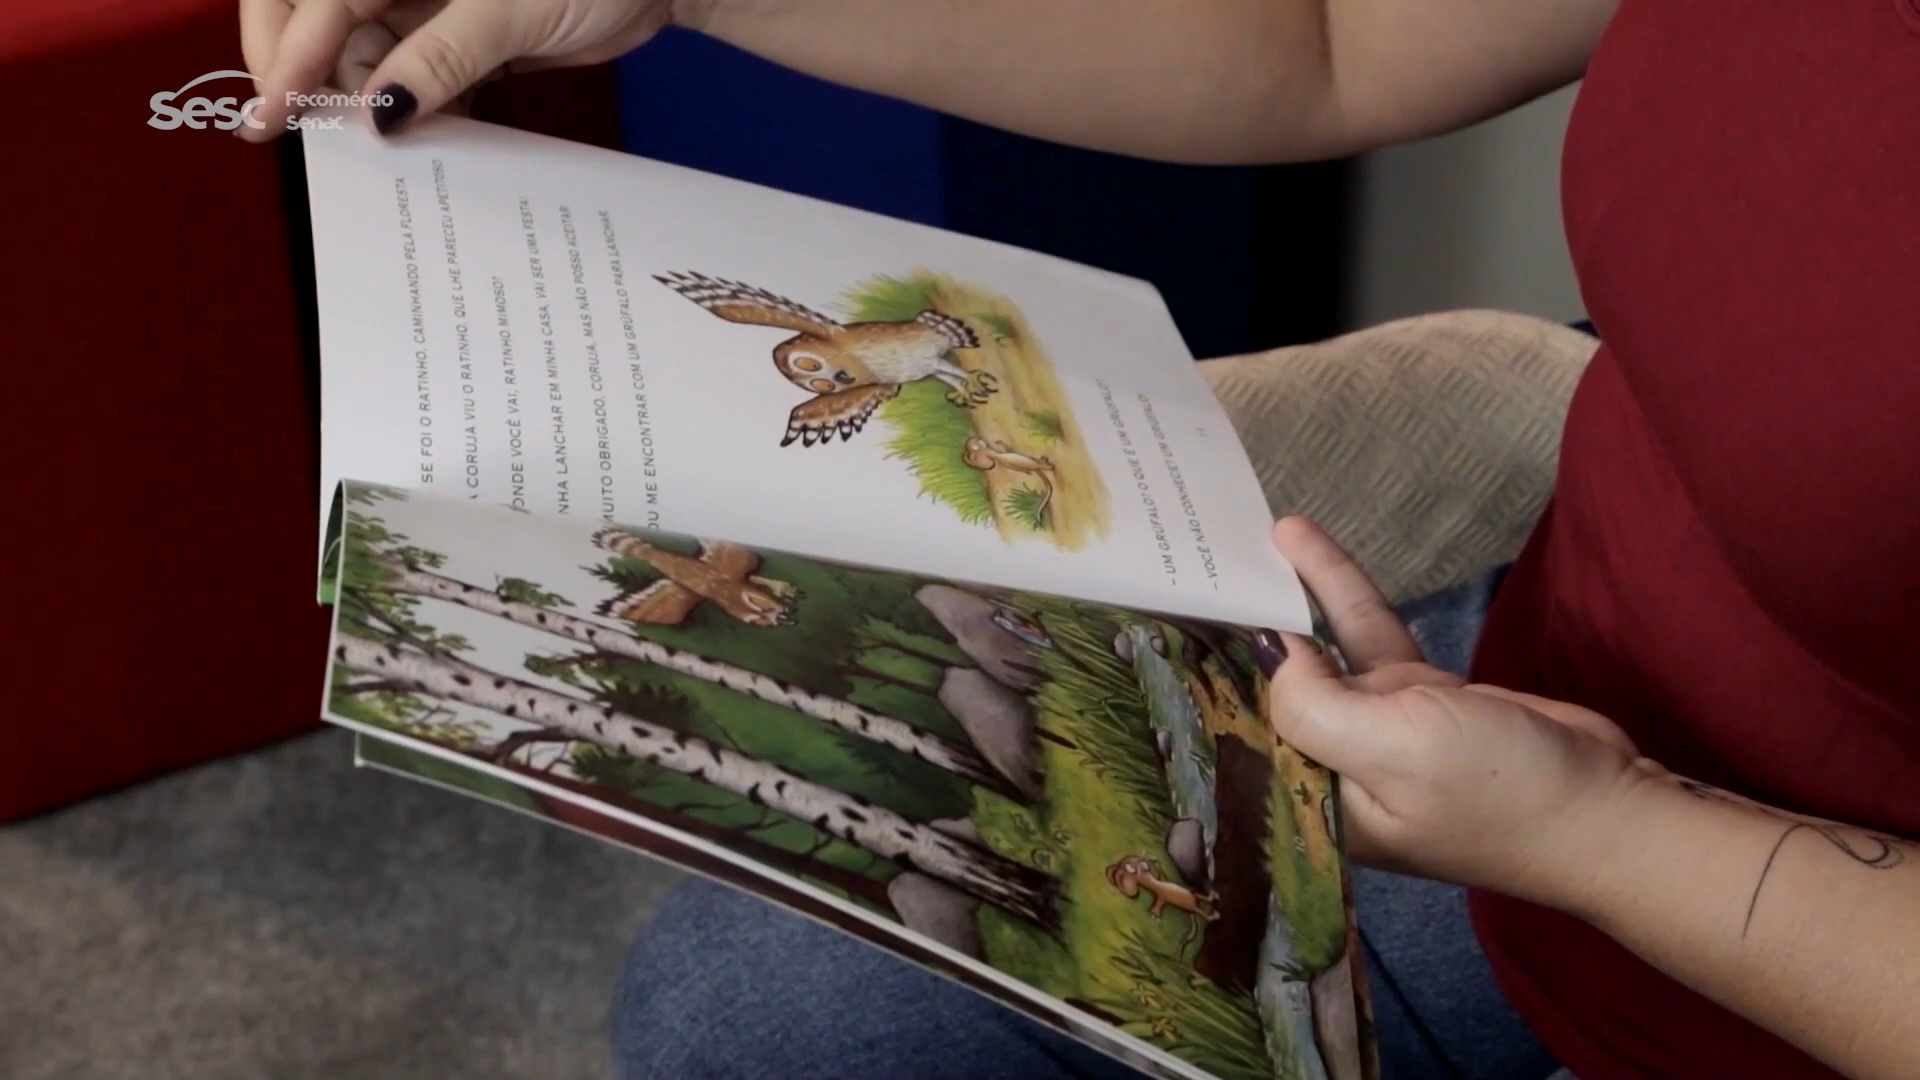 Sesc
Fecomércio
Senac
SE FOI O RATINHO, CAMINHANDO PELA FLORESTA.
A CORUJA VIU O RATINHO, QUE LHE PARECEU APETITOSO.
ONDE VOCÊ VAI, RATINHO MIMOSO?
NHA LANCHAR EM MINHA CASA, VAI SER UMA FESTA!
MUITO OBRIGADO, CORUJA, MAS NÃO POSSO ACEITAR
OU ME ENCONTRAR COM UM GRÚFALO PARA LANCHAR
– UM GRÚFALO? O QUE É UM GRÚFALO?
– VOCÊ NÃO CONHECE? UM GRÚFALO!